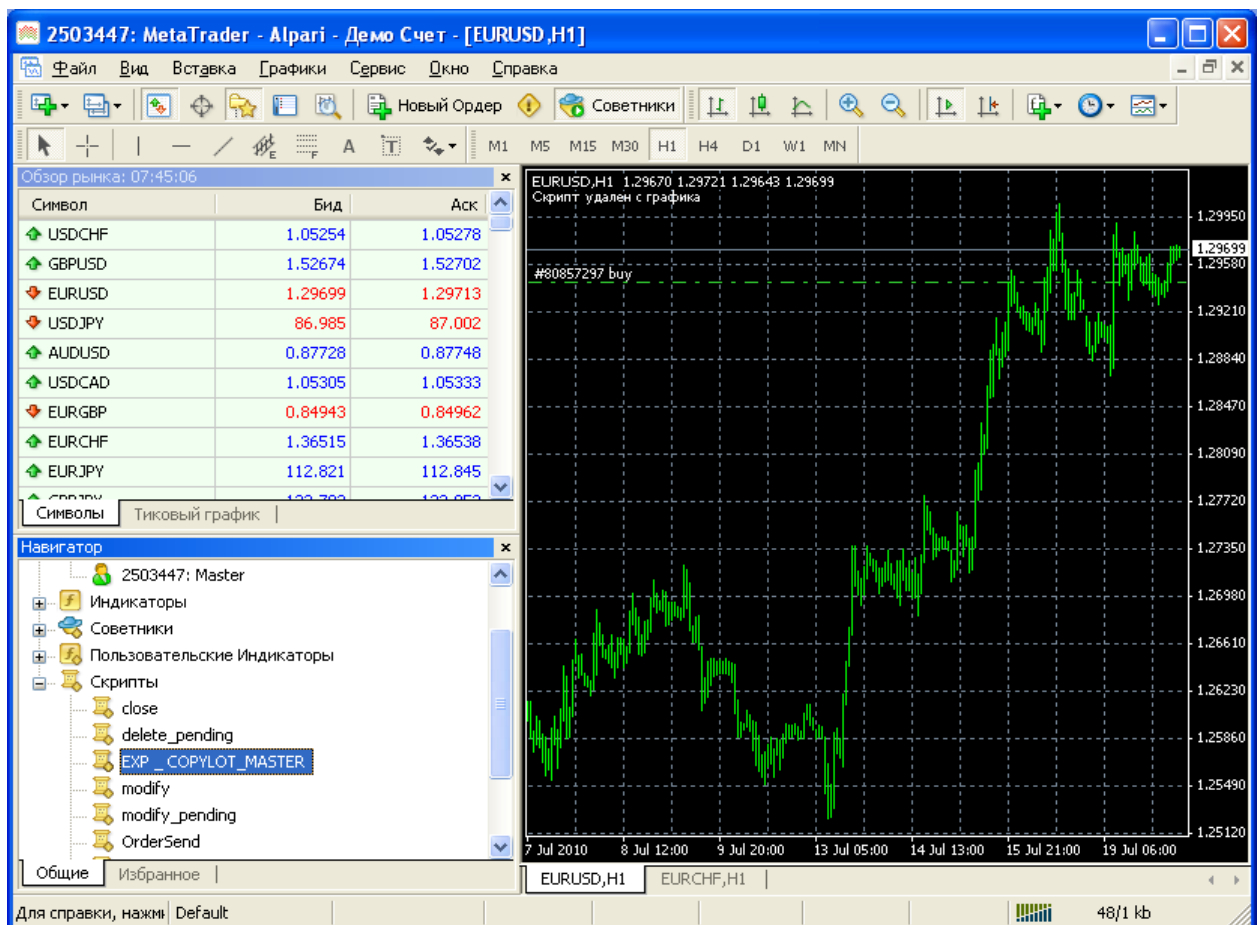 2503447: MetaTrader - Alpari - Демо Счет - [EURUSD,H1]
Файл Вид Вставка Графики Сервис Окно Справка
Новый Ордер Советники
A T M1 M5 M15 M30 H1 H4 D1 W1 MN
Обзор рынка: 07:45:06
Символ Бид Аск
USDCHF 1.05254 1.05278
GBPUSD 1.52674 1.52702
EURUSD 1.29699 1.29713
USDJPY 86.985 87.002
AUDUSD 0.87728 0.87748
USDCAD 1.05305 1.05333
EURGBP 0.84943 0.84962
EURCHF 1.36515 1.36538
EURJPY 112.821 112.845
Символы Тиковый график
Навигатор
2503447: Master
Индикаторы
Советники
Пользовательские Индикаторы
Скрипты
close
delete_pending
EXP _ COPYLOT_MASTER
modify
modify_pending
OrderSend
Общие Избранное
EURUSD,H1 1.29670 1.29721 1.29643 1.29699
Скрипт удален с графика
#80857297 buy
1.29950
1.29699
1.29580
1.29210
1.28840
1.28470
1.28090
1.27720
1.27350
1.26980
1.26610
1.26230
1.25860
1.25490
1.25120
7 Jul 2010 8 Jul 12:00 9 Jul 20:00 13 Jul 05:00 14 Jul 13:00 15 Jul 21:00 19 Jul 06:00
EURUSD,H1 EURCHF,H1
Для справки, нажми Default 48/1 kb